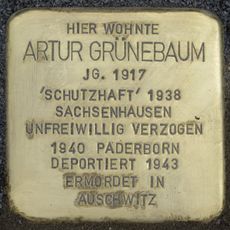 HIER WOHNTE
ARTUR GRÜNEBAUM
JG. 1917
'SCHUTZHAFT' 1938
SACHSENHAUSEN
UNFREIWILLIG VERZOGEN
1940 PADERBORN
DEPORTIERT 1943
ERMORDET IN
AUSCHWITZ